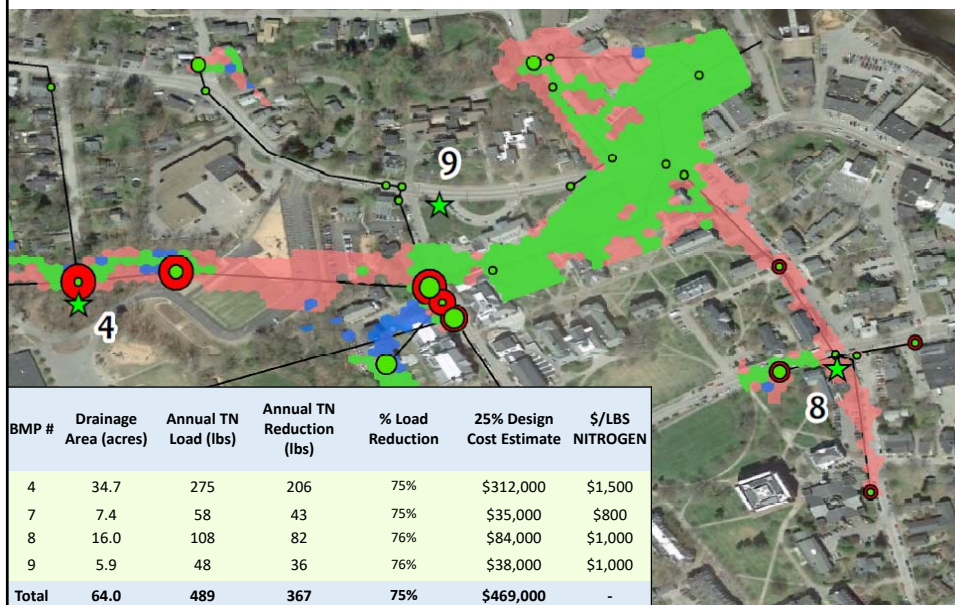 9
4
8
BMP # Drainage Area (acres) Annual TN Load (lbs) Annual TN Reduction (lbs) % Load Reduction 25% Design Cost Estimate $/LBS NITROGEN
4 34.7 275 206 75% $312,000 $1,500
7 7.4 58 43 75% $35,000 $800
8 16.0 108 82 76% $84,000 $1,000
9 5.9 48 36 76% $38,000 $1,000
Total 64.0 489 367 75% $469,000 -